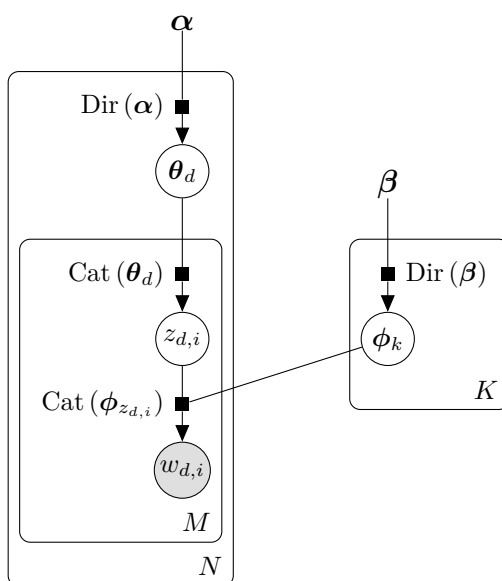 α
Dir (α)
θ_d
β
Cat (θ_d)
Dir (β)
z_{d,i}
ϕ_k
K
Cat (ϕ_{z_{d,i}})
w_{d,i}
M
N